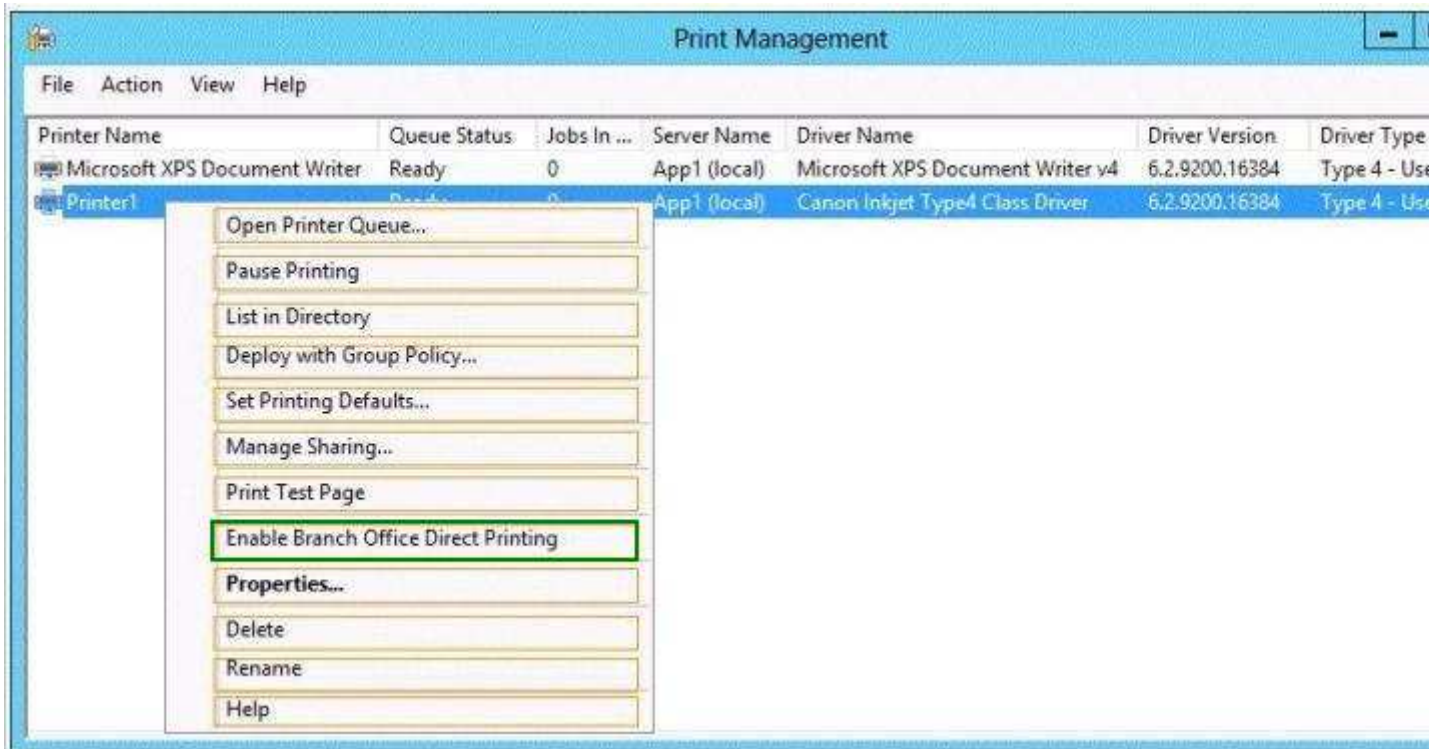 Print Management
File Action View Help
Printer Name Queue Status Jobs In ... Server Name Driver Name Driver Version Driver Type
Microsoft XPS Document Writer Ready 0 App1 (local) Microsoft XPS Document Writer v4 6.2.9200.16384 Type 4 - Use
Printer1 Ready 0 App1 (local) Canon Inkjet Type4 Class Driver 6.2.9200.16384 Type 4 - Use
Open Printer Queue...
Pause Printing
List in Directory
Deploy with Group Policy...
Set Printing Defaults...
Manage Sharing...
Print Test Page
Enable Branch Office Direct Printing
Properties...
Delete
Rename
Help